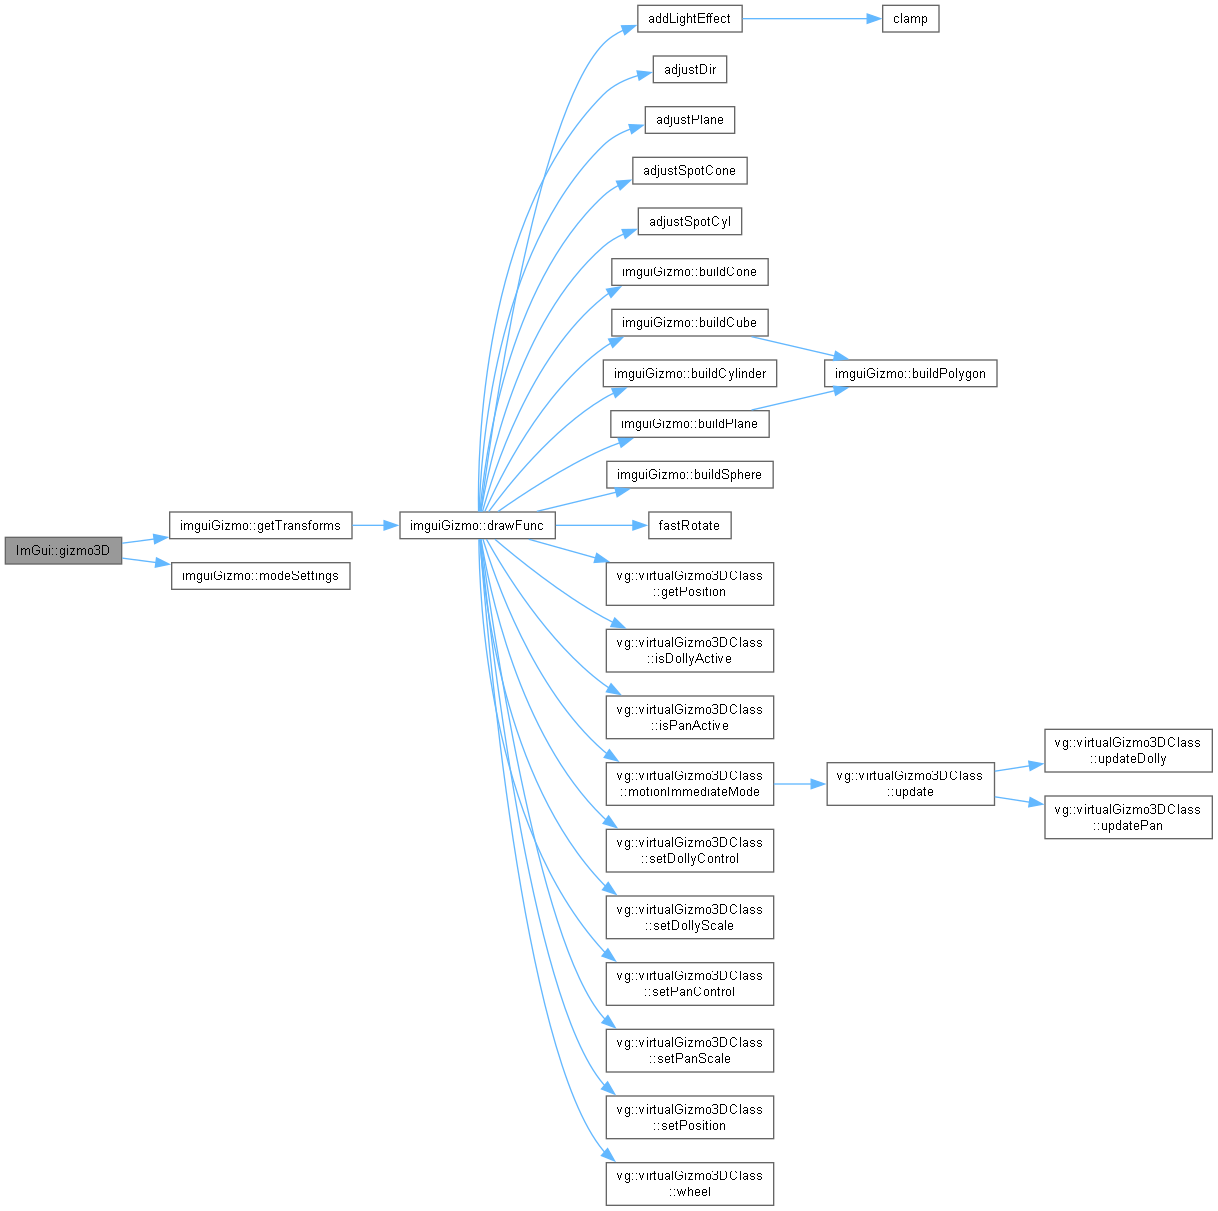 addLightEffect
clamp
adjustDir
adjustPlane
adjustSpotCone
adjustSpotCyl
imguiGizmo::buildCone
imguiGizmo::buildCube
imguiGizmo::buildCylinder
imguiGizmo::buildPolygon
imguiGizmo::buildPlane
imguiGizmo::buildSphere
imguiGizmo::getTransforms
imguiGizmo::drawFunc
fastRotate
ImGui::gizmo3D
imguiGizmo::modeSettings
vg::virtualGizmo3DClass
::getPosition
vg::virtualGizmo3DClass
::isDollyActive
vg::virtualGizmo3DClass
::isPanActive
vg::virtualGizmo3DClass
::motionImmediateMode
vg::virtualGizmo3DClass
::update
vg::virtualGizmo3DClass
::updateDolly
vg::virtualGizmo3DClass
::updatePan
vg::virtualGizmo3DClass
::setDollyControl
vg::virtualGizmo3DClass
::setDollyScale
vg::virtualGizmo3DClass
::setPanControl
vg::virtualGizmo3DClass
::setPanScale
vg::virtualGizmo3DClass
::setPosition
vg::virtualGizmo3DClass
::wheel